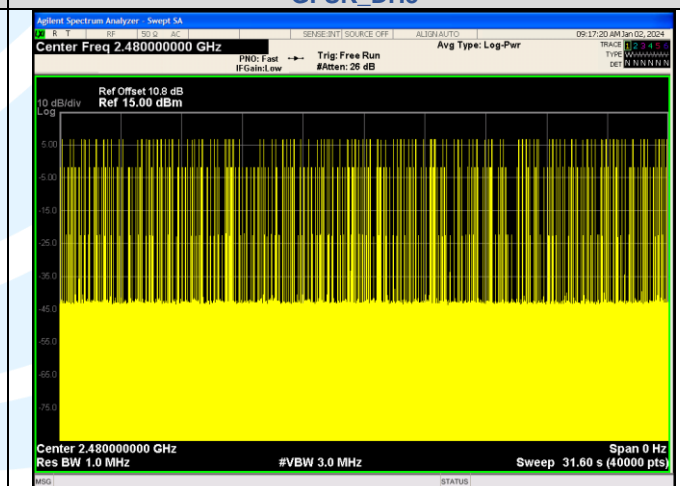 Agilent Spectrum Analyzer - Swept SA
R T RF 50 Ω AC SENSE:INT SOURCE OFF ALIGNAUTO 09:17:20 AM Jan 02, 2024
Center Freq 2.480000000 GHz Avg Type: Log-Pwr TRACE 1 2 3 4 5 6
PNO: Fast Trig: Free Run TYPE
IFGain:Low #Atten: 26 dB DET N N N N N N
Ref Offset 10.8 dB
10 dB/div Ref 15.00 dBm
Log
5.00
-5.00
-15.0
-25.0
-35.0
-45.0
-55.0
-65.0
-75.0
Center 2.480000000 GHz Span 0 Hz
Res BW 1.0 MHz #VBW 3.0 MHz Sweep 31.60 s (40000 pts)
MSG STATUS